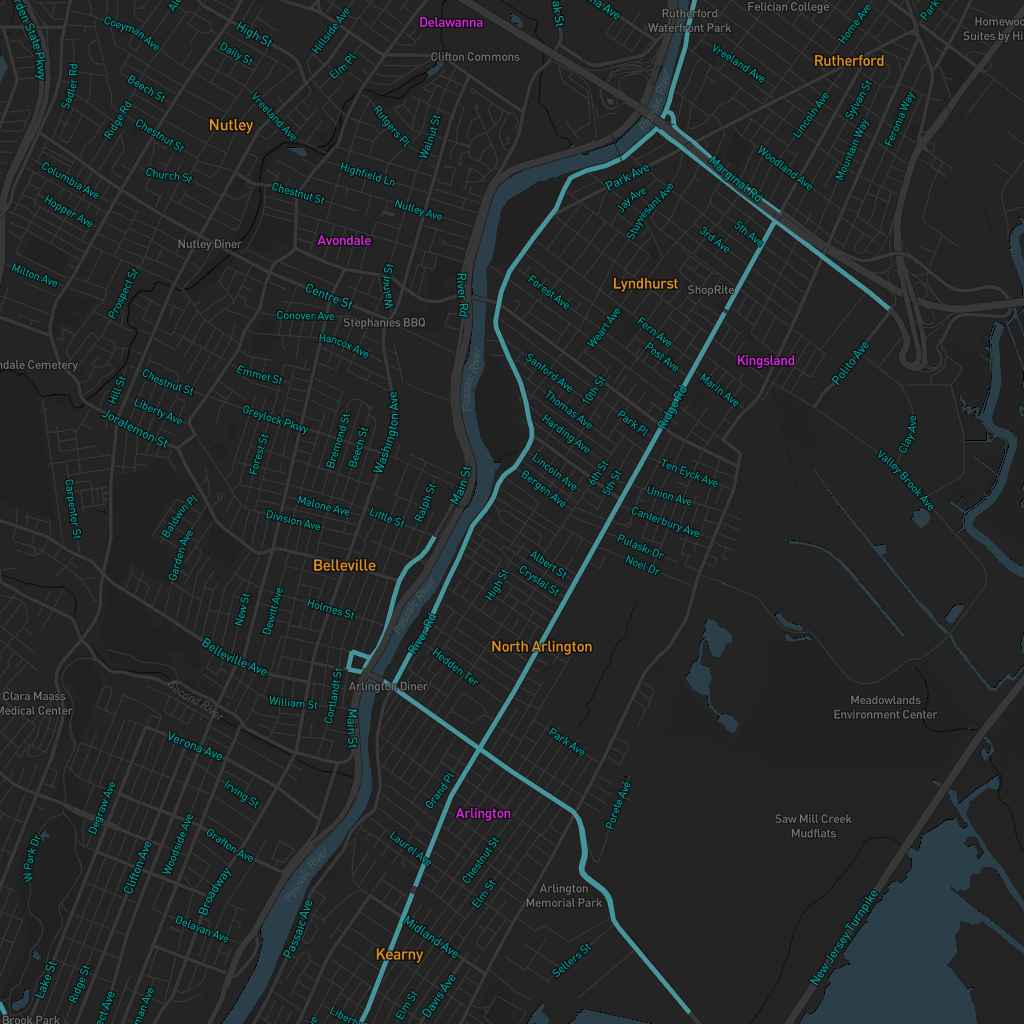 Delawanna
Rutherford
Waterfront Park
Felician College
Home Ave
Coeyman Ave
High St
Hillside Ave
Daily St
Elm Pl
Clifton Commons
Vreeland Ave
Rutherford
Sadler Rd
Beech St
Ridge Rd
Vreeland Ave
Rutgers Pl
Walnut St
Passaic River
Lincoln Ave
Sylvan St
Feronia Way
Mountain Way
Nutley
Chestnut St
Woodland Ave
Marginal Rd
Columbia Ave
Church St
Highfield Ln
Park Ave
Jay Ave
Stuyvesant Ave
Hopper Ave
Chestnut St
Nutley Ave
3rd Ave
5th Ave
Nutley Diner
Avondale
Milton Ave
Prospect St
Walnut St
River Rd
Forest Ave
Lyndhurst
ShopRite
Centre St
Conover Ave
Stephanies BBQ
Hancox Ave
Weart Ave
Fern Ave
Post Ave
Kingsland
Polito Ave
Passaic River
Hill St
Chestnut St
Emmet St
Sanford Ave
10th St
Marin Ave
Liberty Ave
Joralemon St
Greylock Pkwy
Washington Ave
Thomas Ave
Harding Ave
Park Pl
Ridge Rd
Forest St
Bremond St
Beech St
Clay Ave
Valley Brook Ave
Main St
Lincoln Ave
Bergen Ave
6th St
5th St
Ten Eyck Ave
Union Ave
Carpenter St
Baldwin Pl
Garden Ave
Malone Ave
Division Ave
Little St
Ralph St
Canterbury Ave
Pulaski Dr
Noel Dr
Belleville
Albert St
Crystal St
High St
New St
Dewitt Ave
Holmes St
Passaic River
River Rd
North Arlington
Belleville Ave
Hedden Ter
Clara Maass
Medical Center
Second River
William St
Cortlandt St
Main St
Arlington Diner
Meadowlands
Environment Center
Verona Ave
Park Ave
Irving St
Grand Pl
Porete Ave
Degraw Ave
Arlington
Saw Mill Creek
Mudflats
W Park Dr
Clifton Ave
Woodside Ave
Grafton Ave
Laurel Ave
Chestnut St
Elm St
Broadway
Passaic River
Arlington
Memorial Park
Delavan Ave
Passaic Ave
Midland Ave
Kearny
New Jersey Turnpike
Sellers St
Lake St
Ridge St
Elm St
Davis Ave
Brook Park